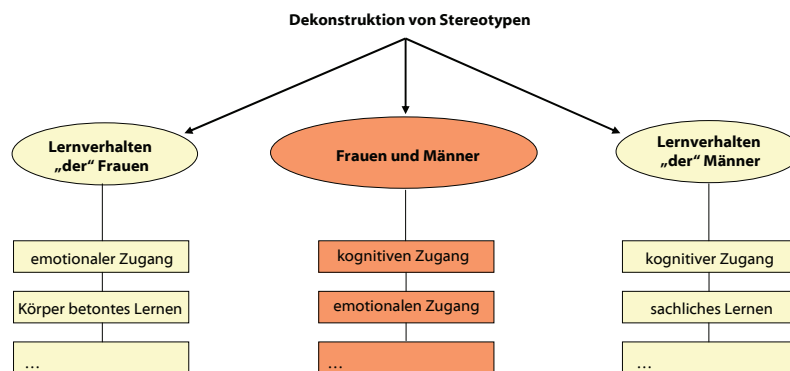 Dekonstruktion von Stereotypen
Lernverhalten
„der“ Frauen
Frauen und Männer
Lernverhalten
„der“ Männer
emotionaler Zugang
kognitiven Zugang
kognitiver Zugang
Körper betontes Lernen
emotionalen Zugang
sachliches Lernen
...
...
...